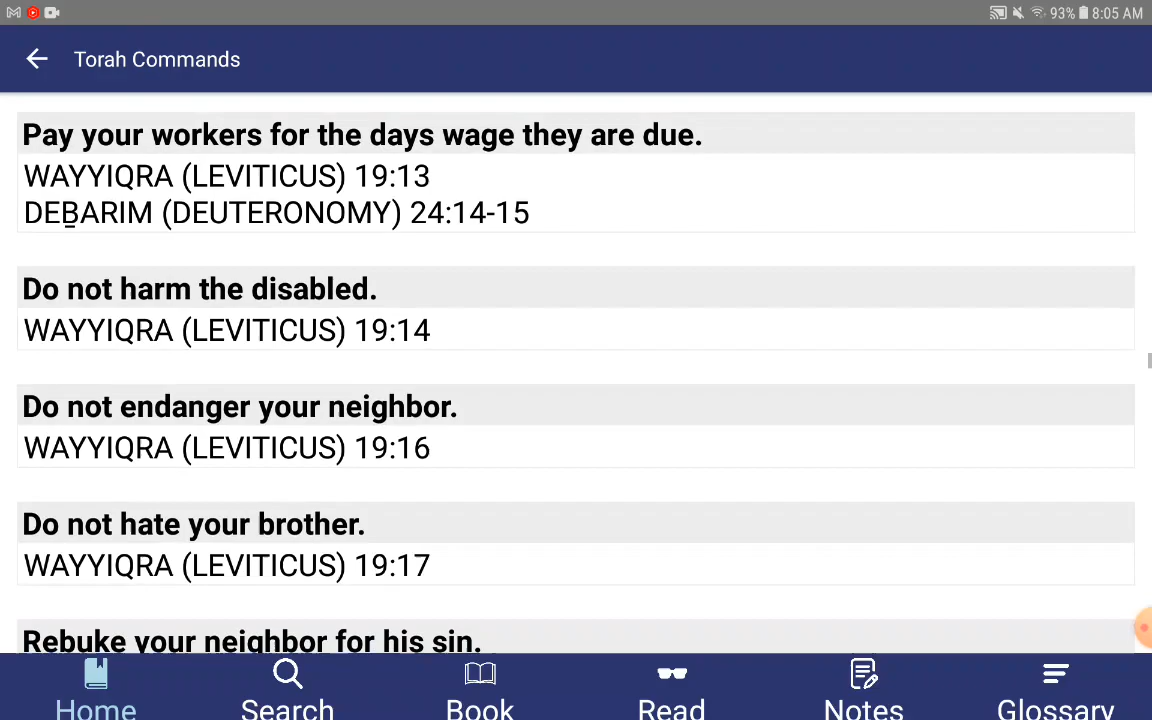 93% 8:05 AM
Torah Commands
Pay your workers for the days wage they are due.
WAYYIQRA (LEVITICUS) 19:13
DEḆARIM (DEUTERONOMY) 24:14-15
Do not harm the disabled.
WAYYIQRA (LEVITICUS) 19:14
Do not endanger your neighbor.
WAYYIQRA (LEVITICUS) 19:16
Do not hate your brother.
WAYYIQRA (LEVITICUS) 19:17
Rebuke your neighbor for his sin.
Home Search Book Read Notes Glossary